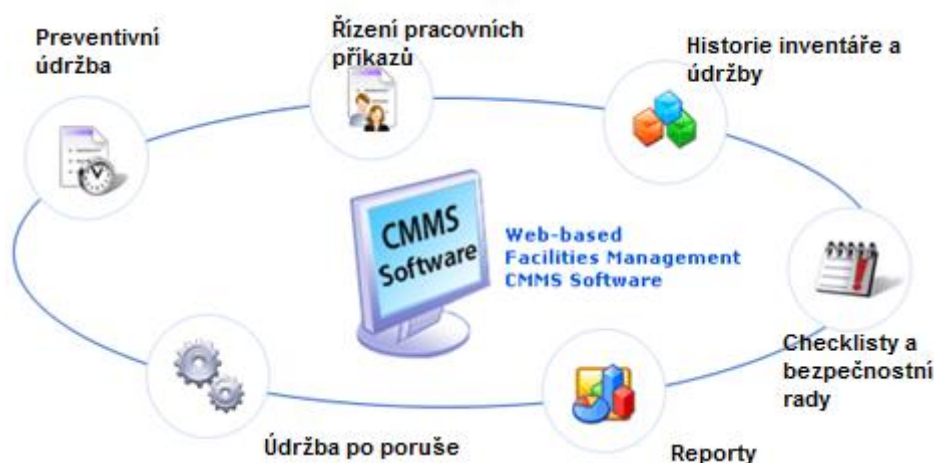 Preventivní
údržba
Řízení pracovních
příkazů
Historie inventáře a
údržby
CMMS
Software
Web-based
Facilities Management
CMMS Software
Checklisty a
bezpečnostní
rady
Údržba po poruše
Reporty